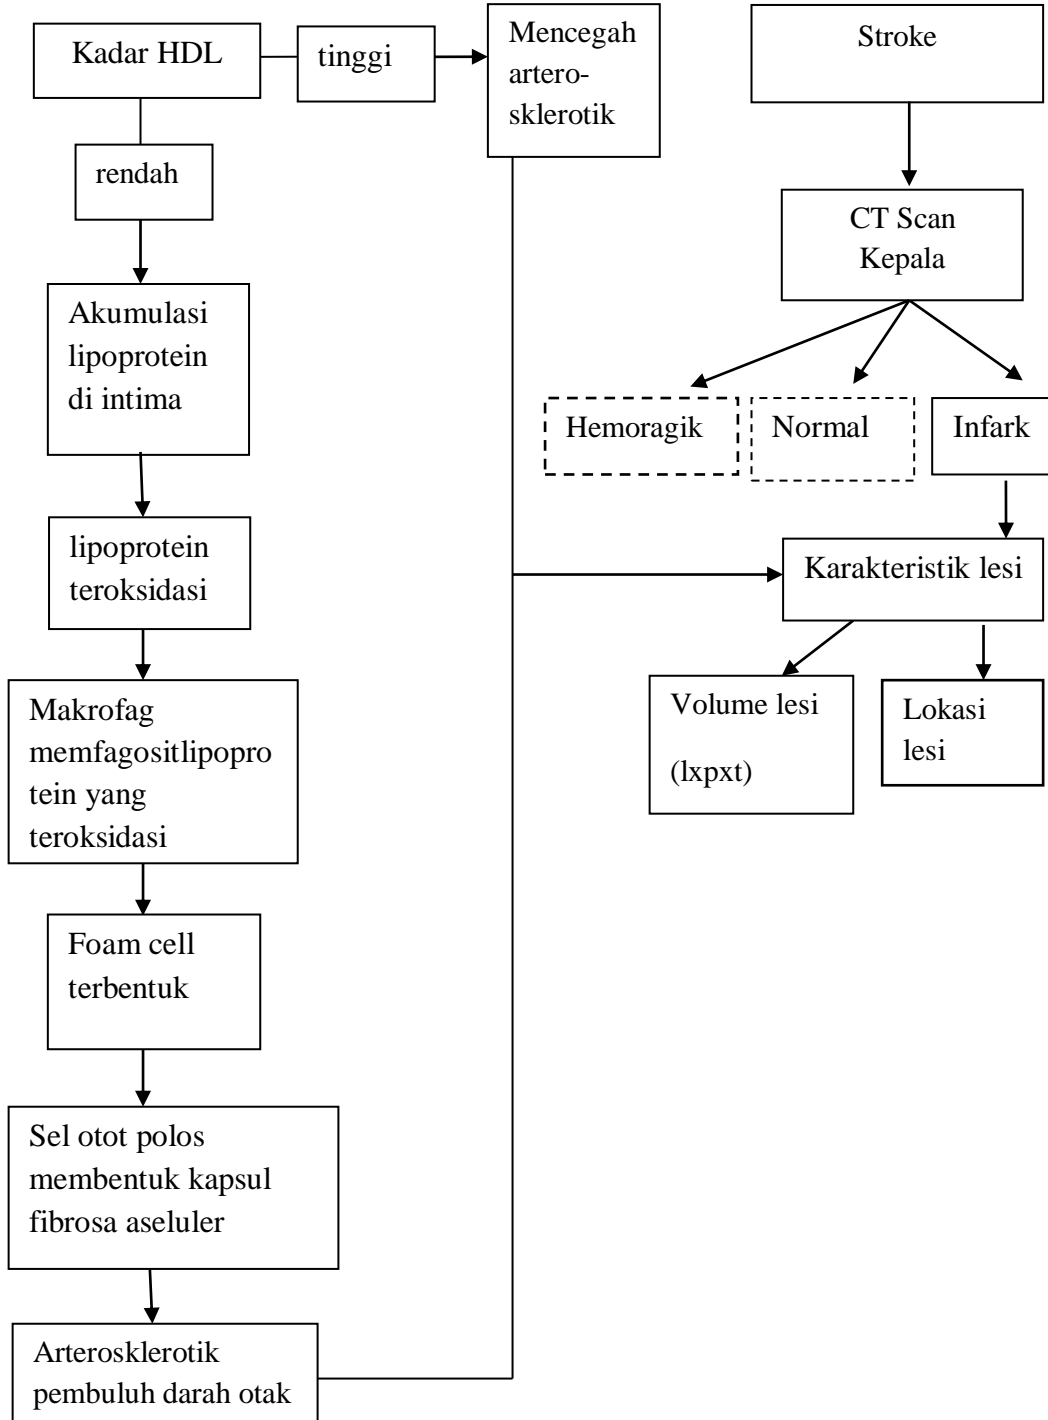 Kadar HDL
tinggi
Mencegah
artero-
sklerotik
rendah
Akumulasi
lipoprotein
di intima
lipoprotein
teroksidasi
Makrofag
memfagositlipopro
tein yang
teroksidasi
Foam cell
terbentuk
Sel otot polos
membentuk kapsul
fibrosa aseluler
Arterosklerotik
pembuluh darah otak
Stroke
CT Scan
Kepala
Hemoragik
Normal
Infark
Karakteristik lesi
Volume lesi
(lxpxt)
Lokasi
lesi